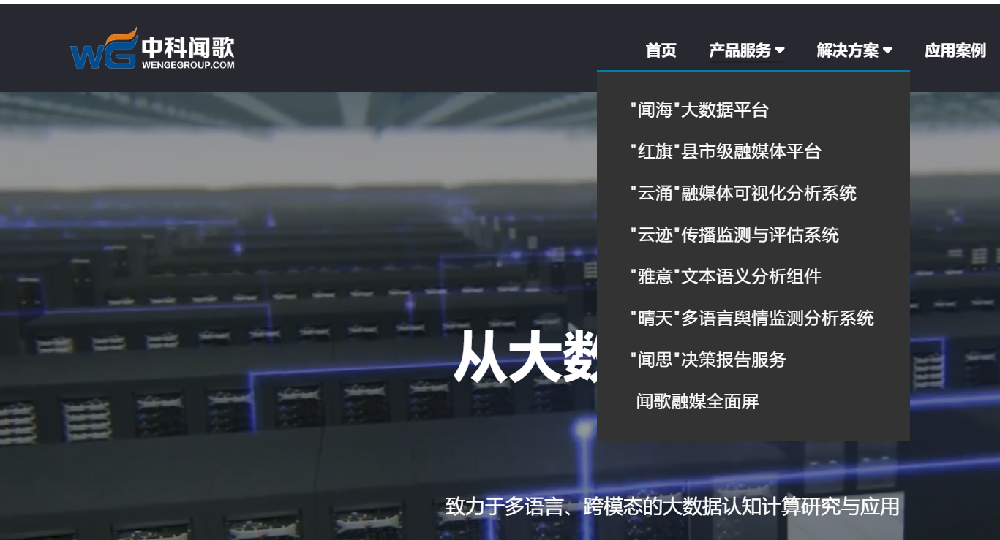 WG 中科闻歌
WENGEGROUP.COM
首页 产品服务 解决方案 应用案例
"闻海"大数据平台
"红旗"县市级融媒体平台
"云涌"融媒体可视化分析系统
"云迹"传播监测与评估系统
"雅意"文本语义分析组件
"晴天"多语言舆情监测分析系统
"闻思"决策报告服务
闻歌融媒全面屏
从大数
致力于多语言、跨模态的大数据认知计算研究与应用